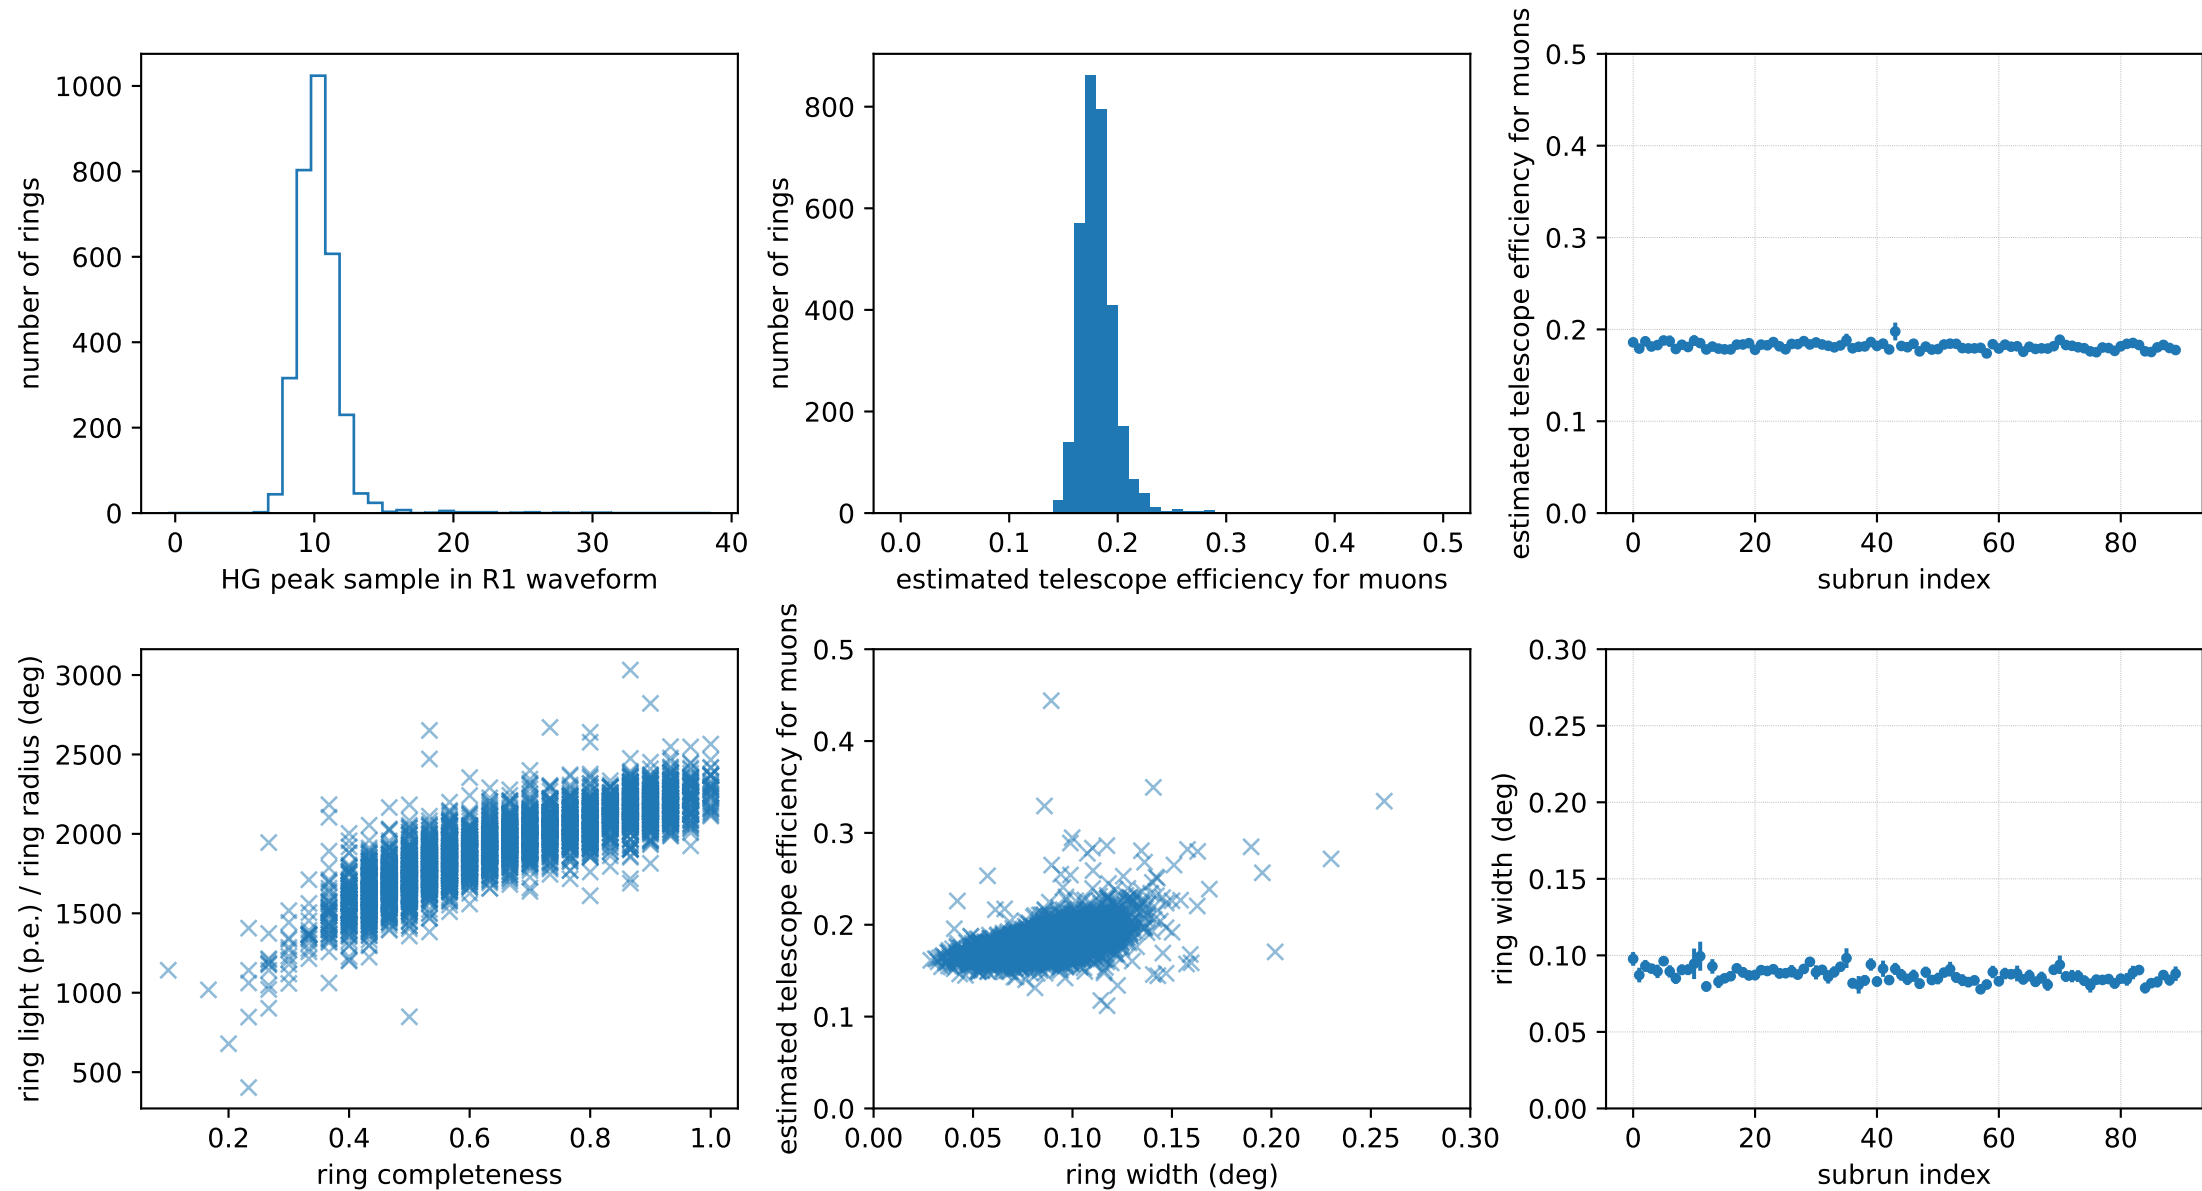 number of rings
1000
800
600
400
200
0
0 10 20 30 40
HG peak sample in R1 waveform
number of rings
800
600
400
200
0
0.0 0.1 0.2 0.3 0.4 0.5
estimated telescope efficiency for muons
estimated telescope efficiency for muons
0.5
0.4
0.3
0.2
0.1
0.0
0 20 40 60 80
subrun index
ring light (p.e.) / ring radius (deg)
3000
2500
2000
1500
1000
500
0.2 0.4 0.6 0.8 1.0
ring completeness
estimated telescope efficiency for muons
0.5
0.4
0.3
0.2
0.1
0.0
0.00 0.05 0.10 0.15 0.20 0.25 0.30
ring width (deg)
ring width (deg)
0.30
0.25
0.20
0.15
0.10
0.05
0.00
0 20 40 60 80
subrun index